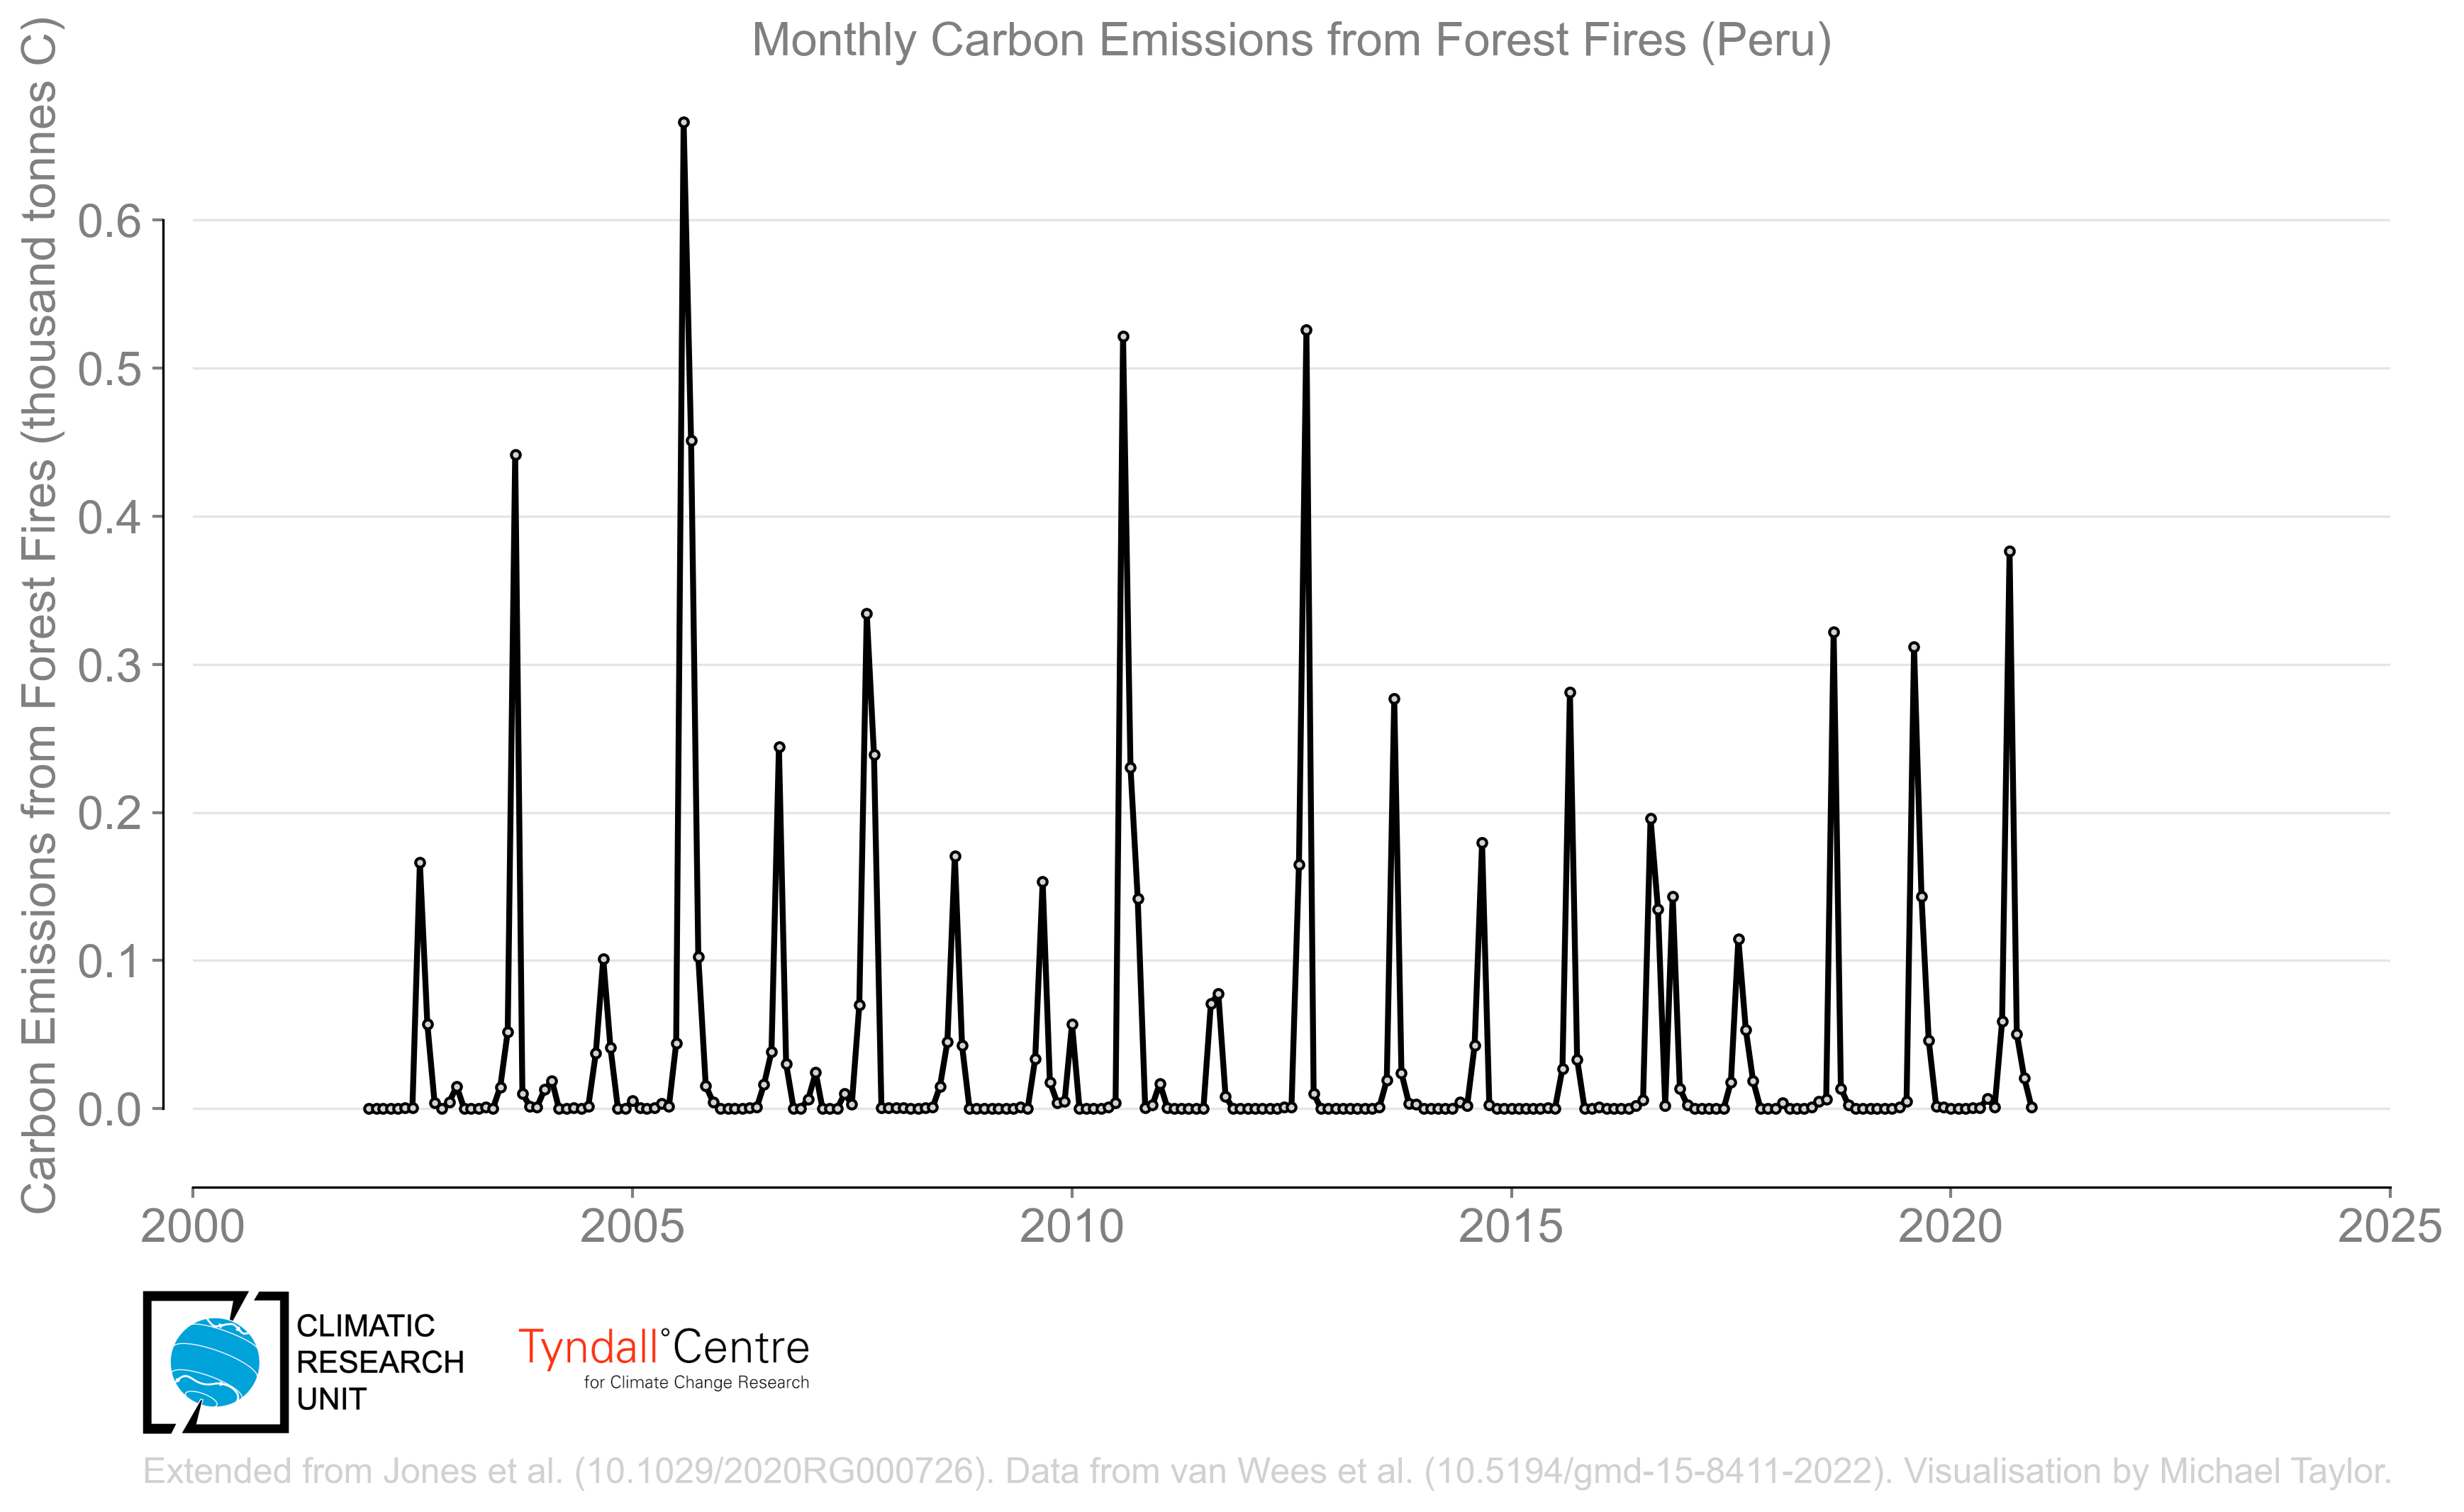 Monthly Carbon Emissions from Forest Fires (Peru)
Carbon Emissions from Forest Fires (thousand tonnes C)
0.6
0.5
0.4
0.3
0.2
0.1
0.0
2000 2005 2010 2015 2020 2025
CLIMATIC
RESEARCH
UNIT
Tyndall°Centre
for Climate Change Research
Extended from Jones et al. (10.1029/2020RG000726). Data from van Wees et al. (10.5194/gmd-15-8411-2022). Visualisation by Michael Taylor.